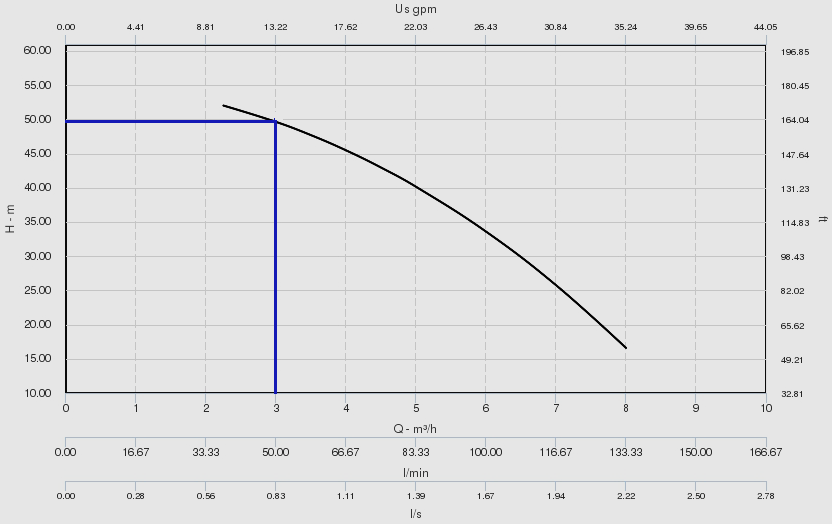 Us gpm
0.00 4.41 8.81 13.22 17.62 22.03 26.43 30.84 35.24 39.65 44.05
60.00 196.85
55.00 180.45
50.00 164.04
45.00 147.64
40.00 131.23
H - m 35.00 114.83 ft
30.00 98.43
25.00 82.02
20.00 65.62
15.00 49.21
10.00 32.81
0 1 2 3 4 5 6 7 8 9 10
Q - m³/h
0.00 16.67 33.33 50.00 66.67 83.33 100.00 116.67 133.33 150.00 166.67
l/min
0.00 0.28 0.56 0.83 1.11 1.39 1.67 1.94 2.22 2.50 2.78
l/s